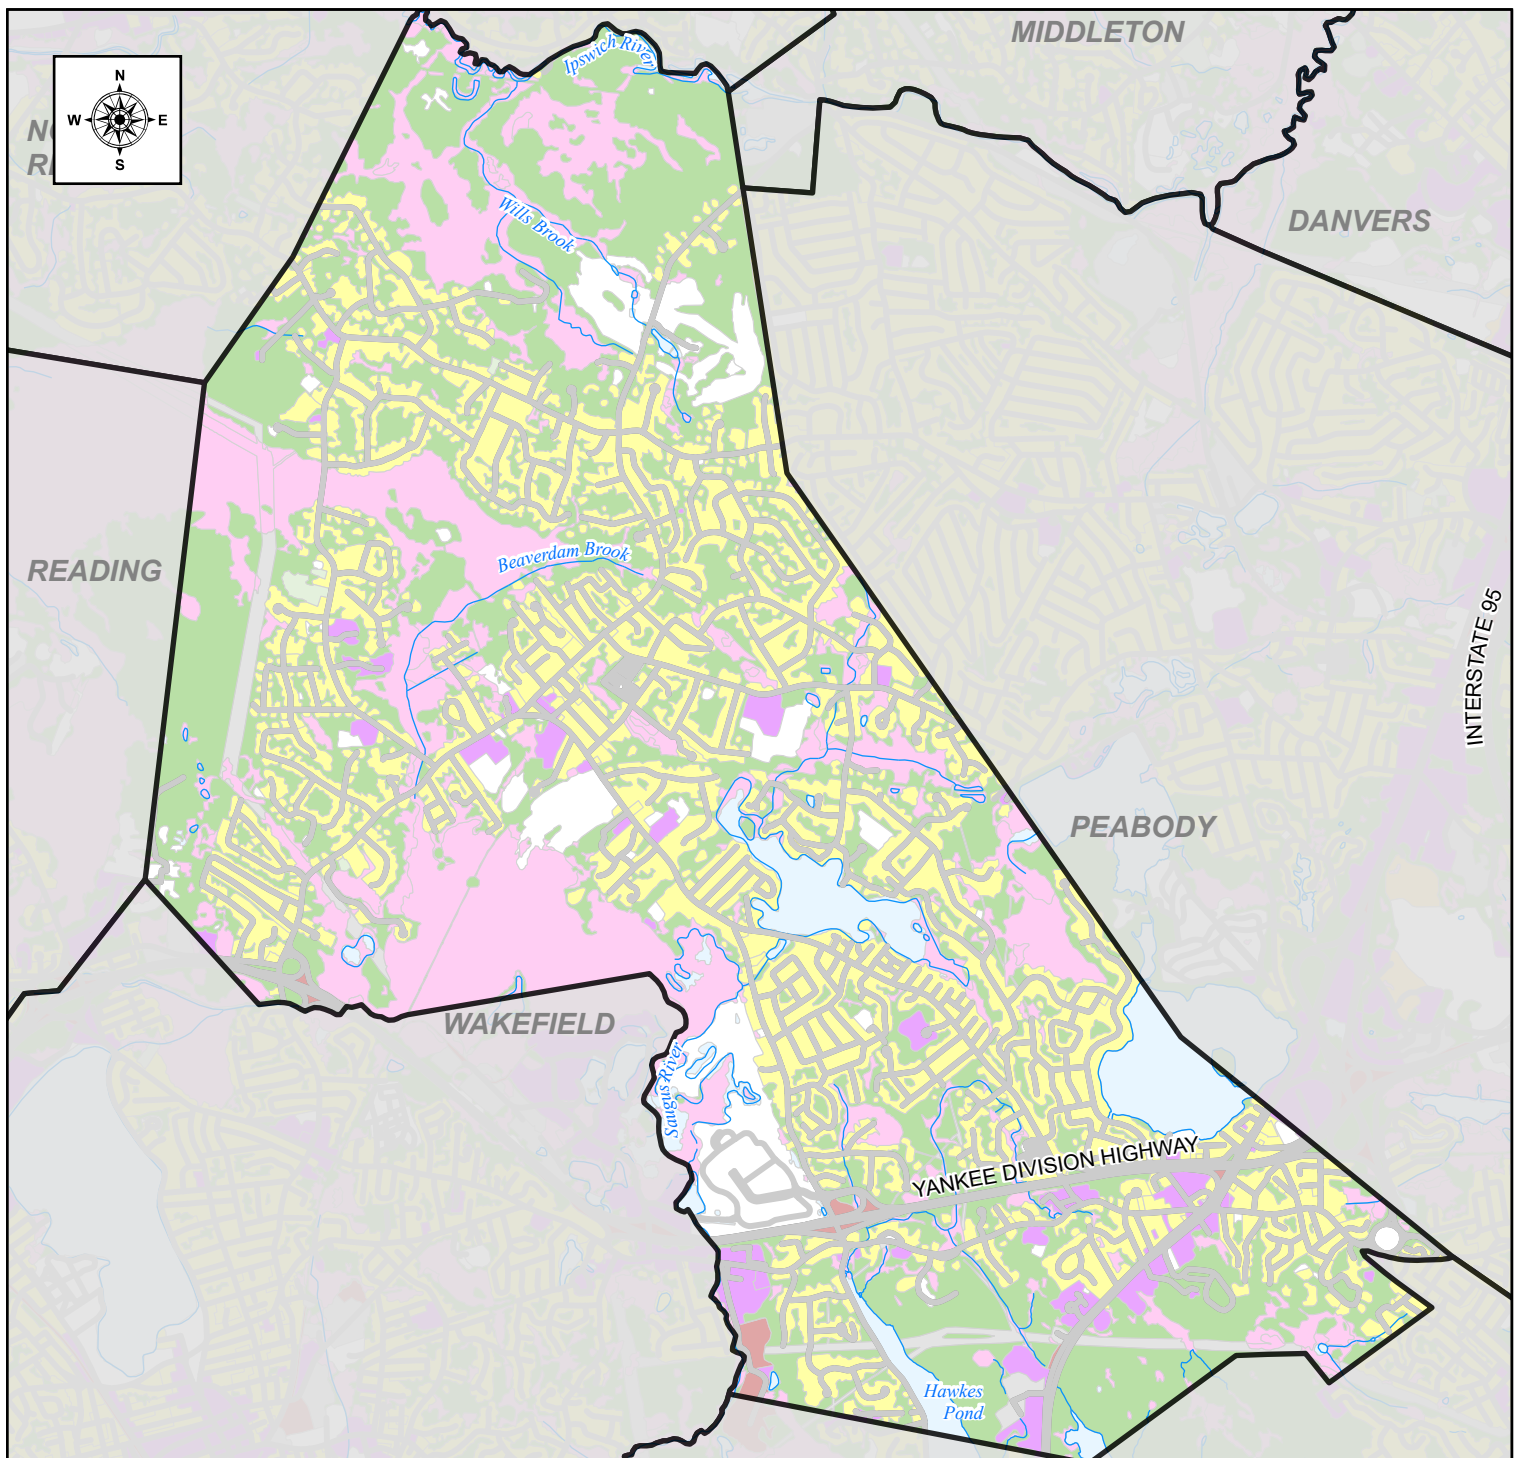 MIDDLETON
Ipswich River
N
W E
S
DANVERS
Wills Brook
READING
Beaverdam Brook
INTERSTATE 95
PEABODY
WAKEFIELD
Saugus River
YANKEE DIVISION HIGHWAY
Hawkes
Pond